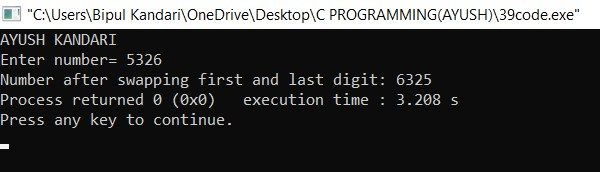 "C:\Users\Bipul Kandari\OneDrive\Desktop\C PROGRAMMING(AYUSH)\39code.exe"
AYUSH KANDARI
Enter number= 5326
Number after swapping first and last digit: 6325
Process returned 0 (0x0)   execution time : 3.208 s
Press any key to continue.